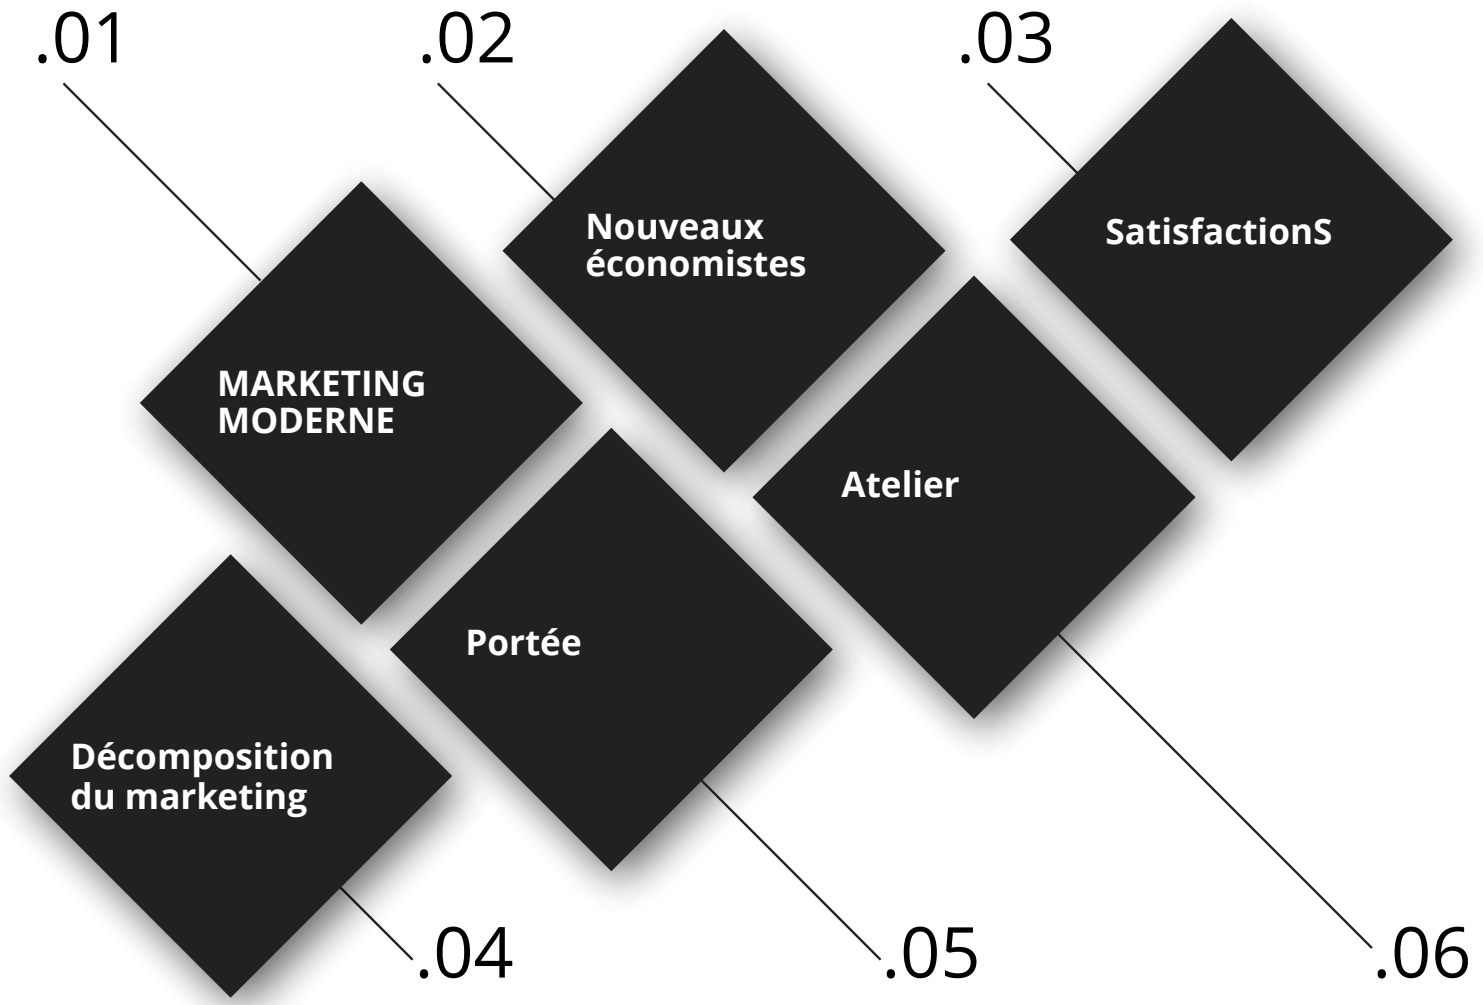 .01
.02
.03
Nouveaux
économistes
SatisfactionS
MARKETING
MODERNE
Atelier
Portée
Décomposition
du marketing
.04
.05
.06